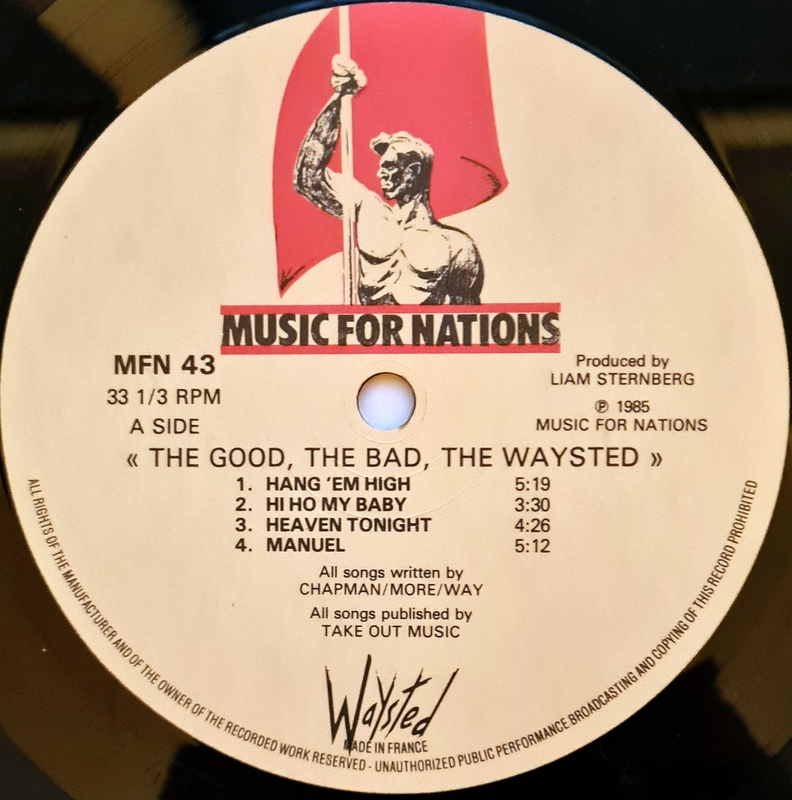 MUSIC FOR NATIONS
MFN 43
33 1/3 RPM
A SIDE
Produced by
LIAM STERNBERG
℗ 1985
MUSIC FOR NATIONS
« THE GOOD, THE BAD, THE WAYSTED »
1. HANG 'EM HIGH 5:19
2. HI HO MY BABY 3:30
3. HEAVEN TONIGHT 4:26
4. MANUEL 5:12
All songs written by
CHAPMAN/MORE/WAY
All songs published by
TAKE OUT MUSIC
Waysted
MADE IN FRANCE
ALL RIGHTS OF THE MANUFACTURER AND OF THE OWNER OF THE RECORDED WORK RESERVED - UNAUTHORIZED PUBLIC PERFORMANCE BROADCASTING AND COPYING OF THIS RECORD PROHIBITED